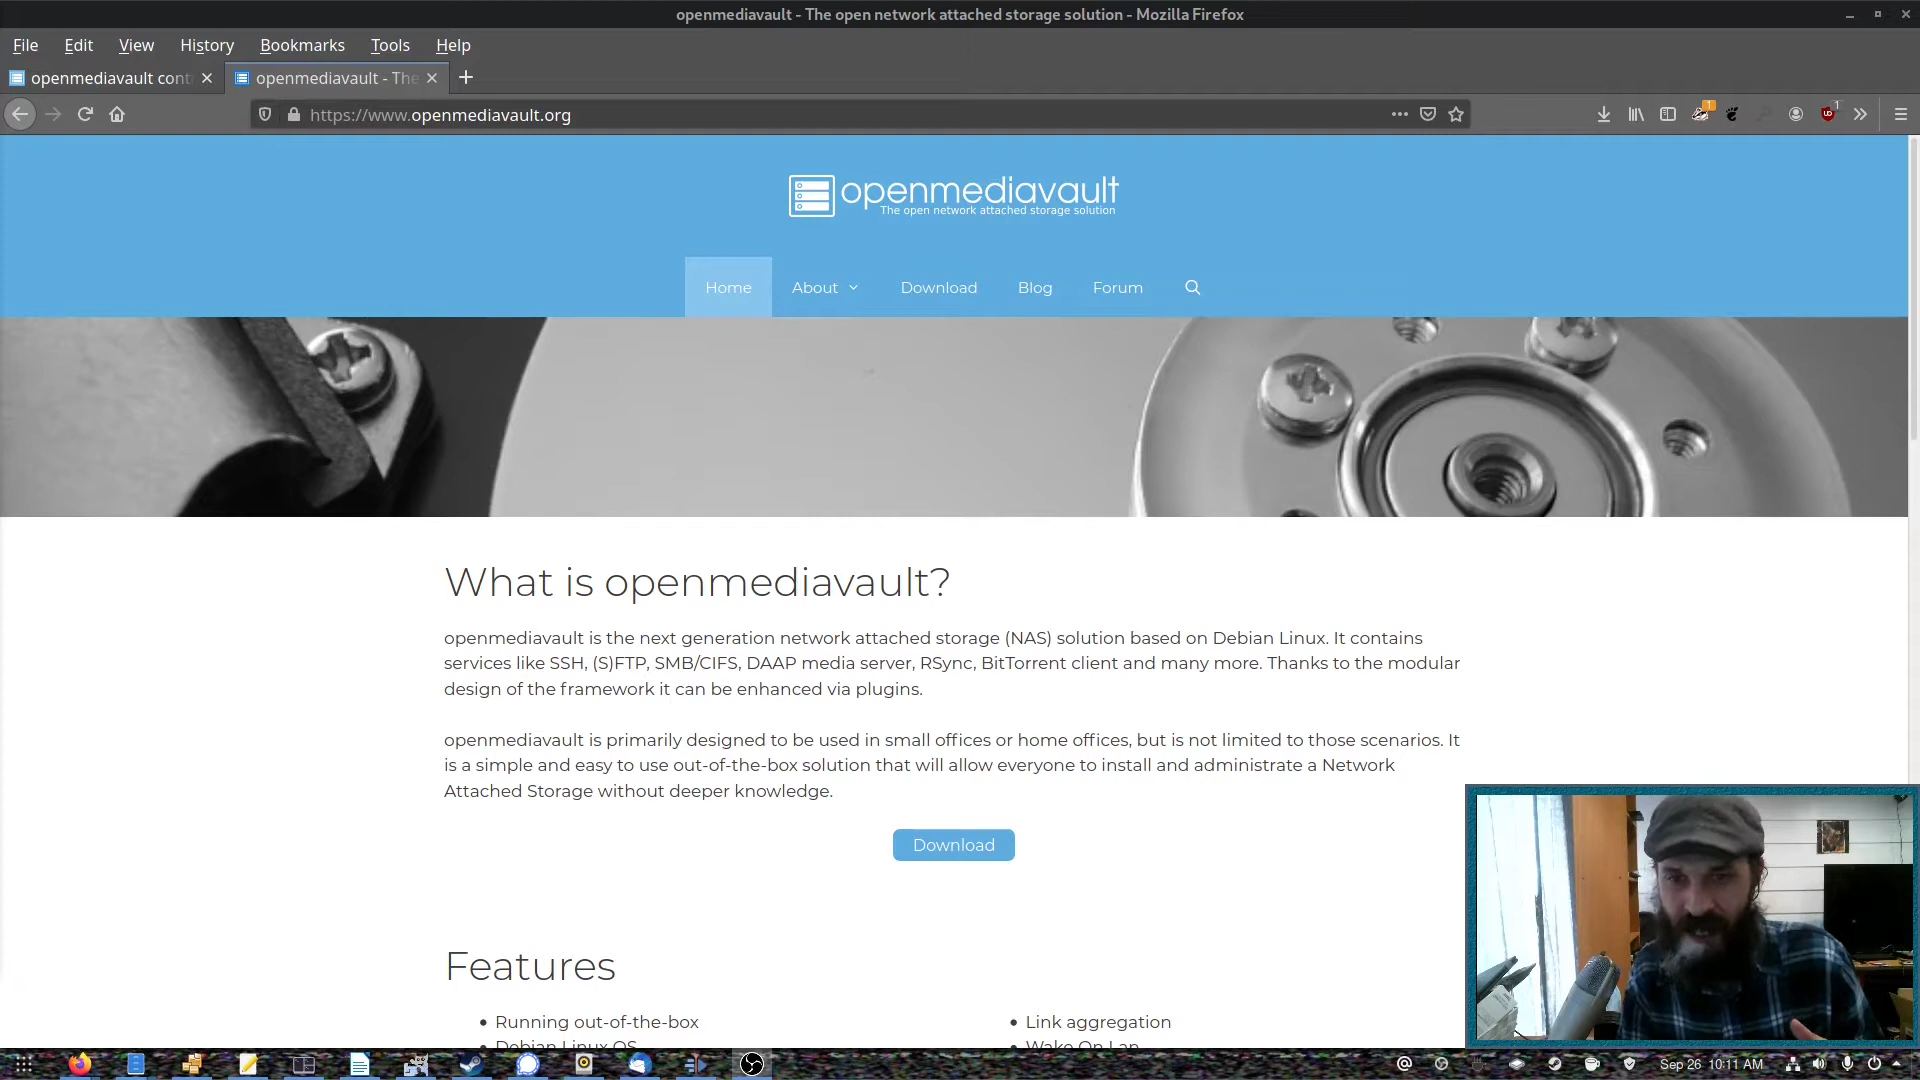 openmediavault - The open network attached storage solution - Mozilla Firefox
File Edit View History Bookmarks Tools Help
openmediavault cont
openmediavault - The
https://www.openmediavault.org
1
1
openmediavault
The open network attached storage solution
Home About Download Blog Forum
What is openmediavault?
openmediavault is the next generation network attached storage (NAS) solution based on Debian Linux. It contains
services like SSH, (S)FTP, SMB/CIFS, DAAP media server, RSync, BitTorrent client and many more. Thanks to the modular
design of the framework it can be enhanced via plugins.
openmediavault is primarily designed to be used in small offices or home offices, but is not limited to those scenarios. It
is a simple and easy to use out-of-the-box solution that will allow everyone to install and administrate a Network
Attached Storage without deeper knowledge.
Download
Features
• Running out-of-the-box
• Link aggregation
• Debian Linux OS
• Wake On Lan
Sep 26 10:11 AM